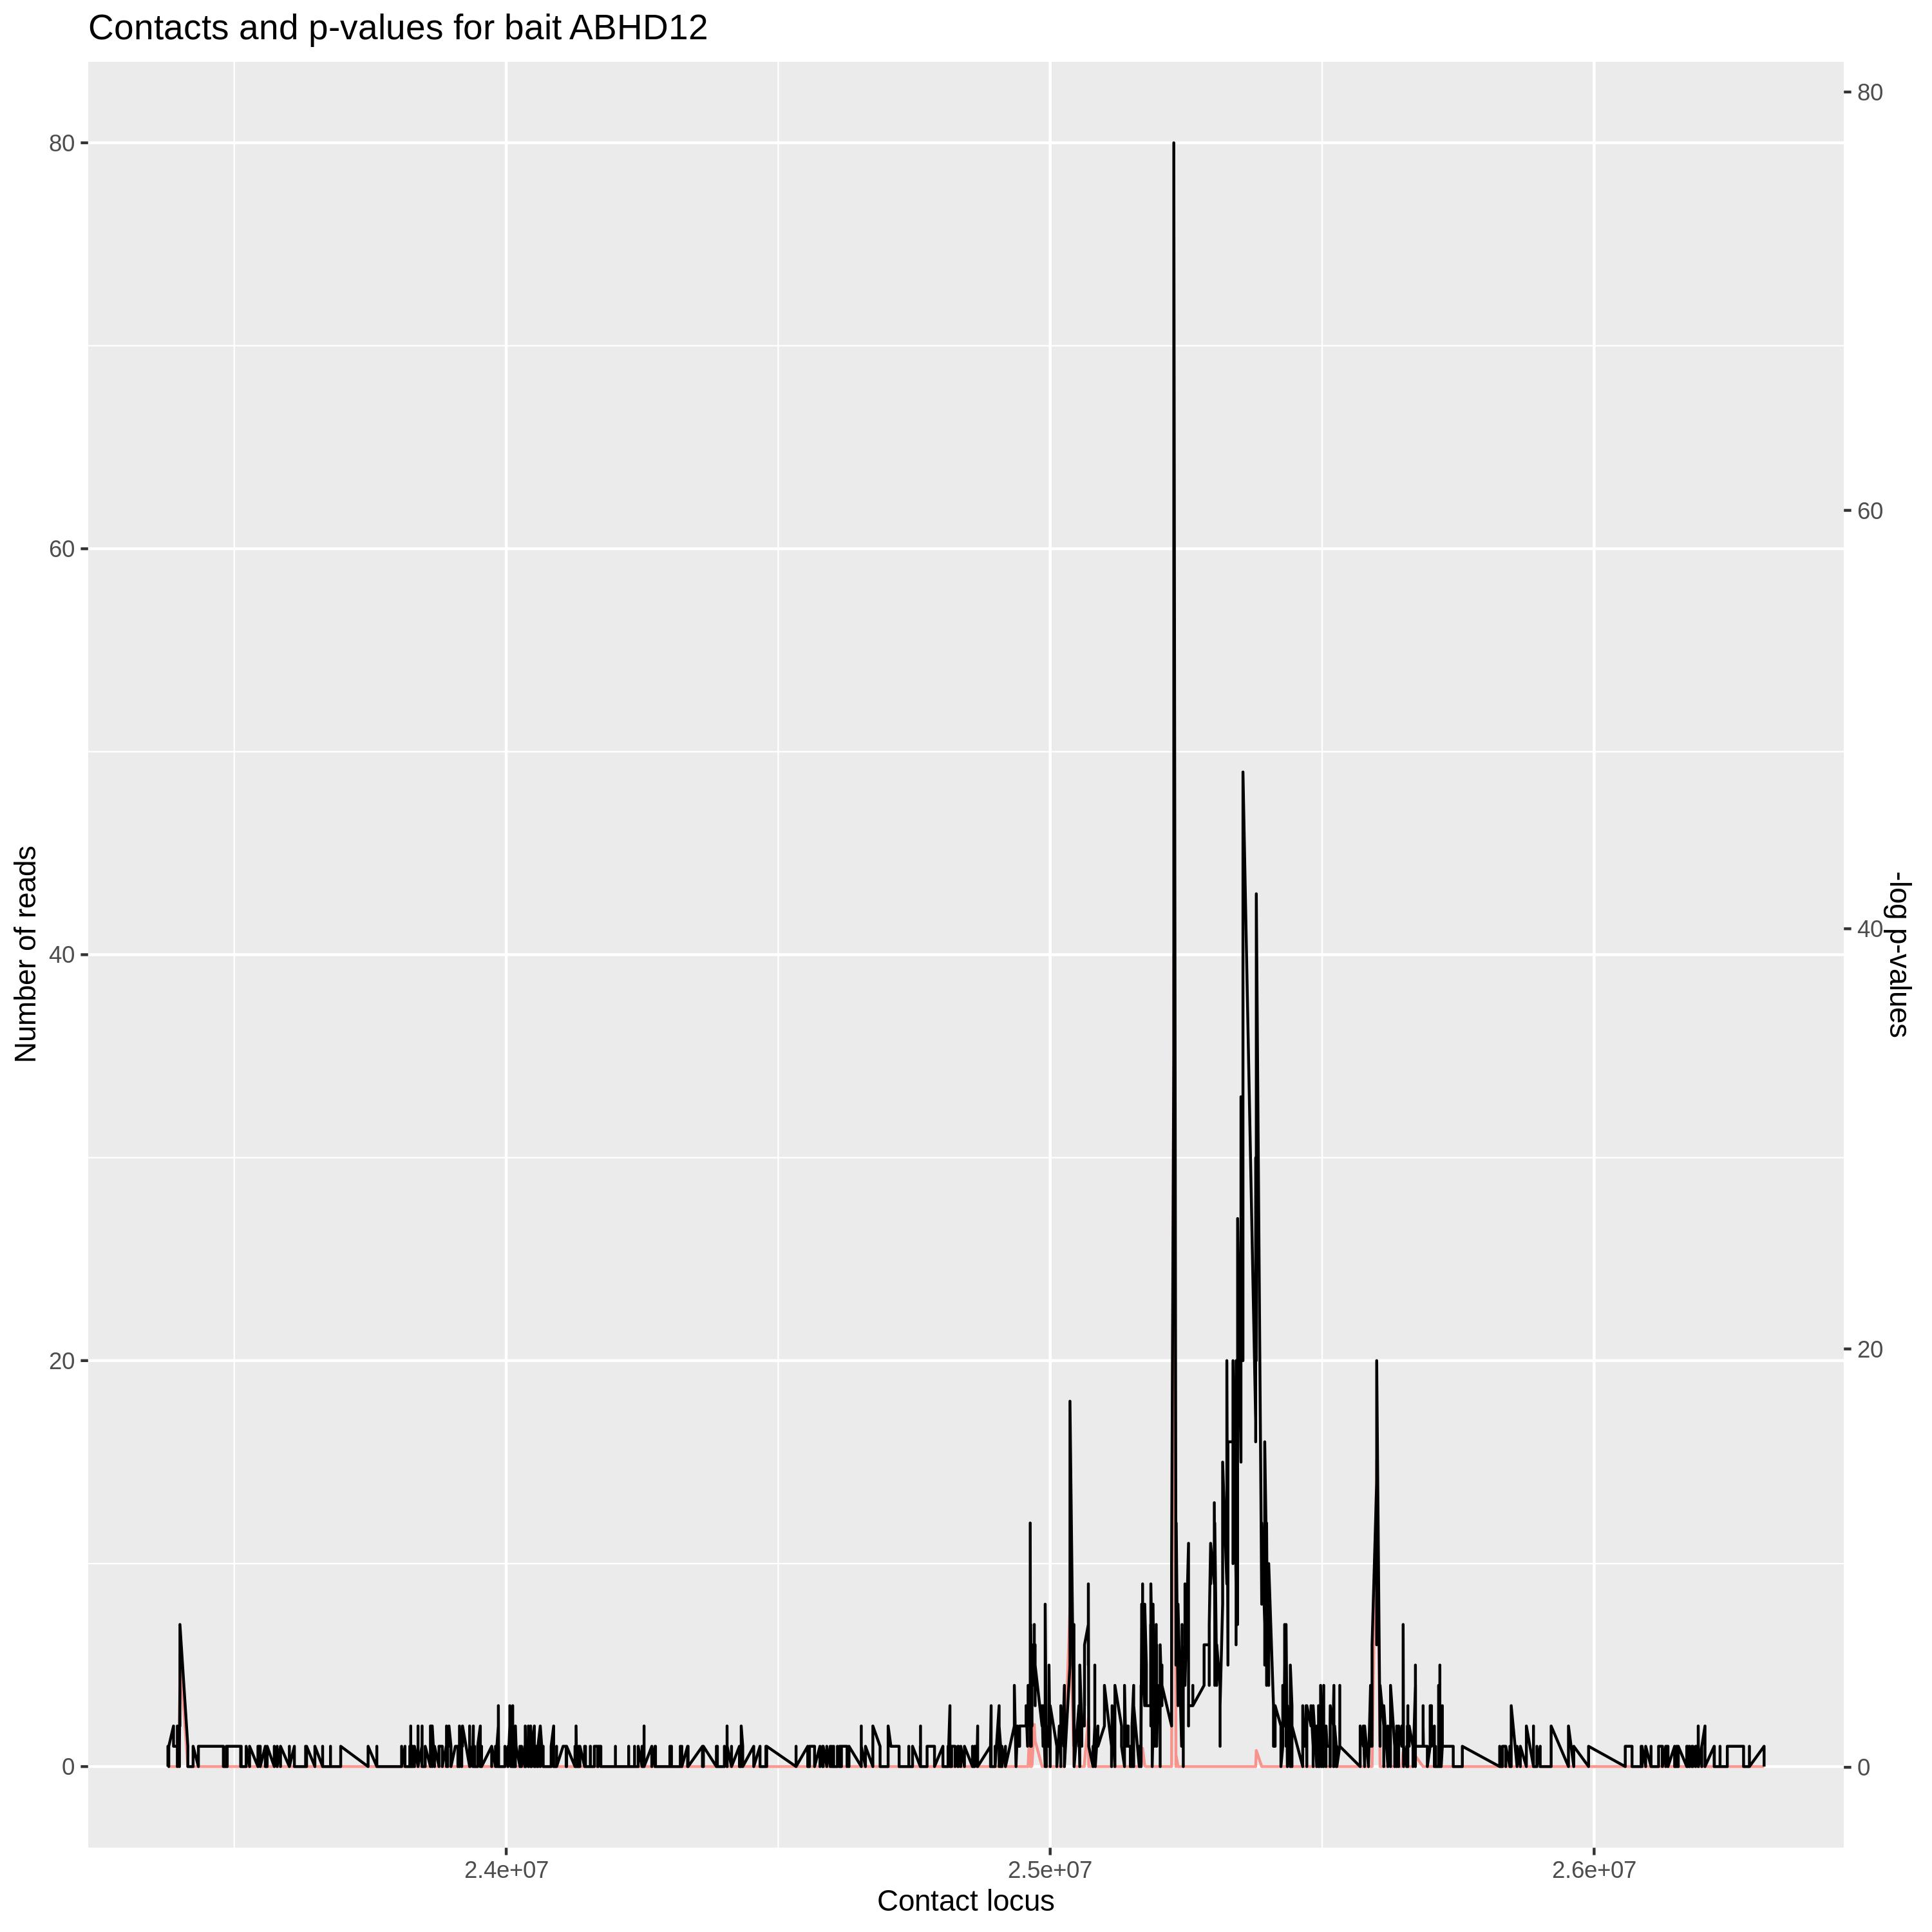 Contacts and p-values for bait ABHD12
80
60
40
20
0
Number of reads
80
60
40
20
0
-log p-values
2.4e+07
2.5e+07
2.6e+07
Contact locus